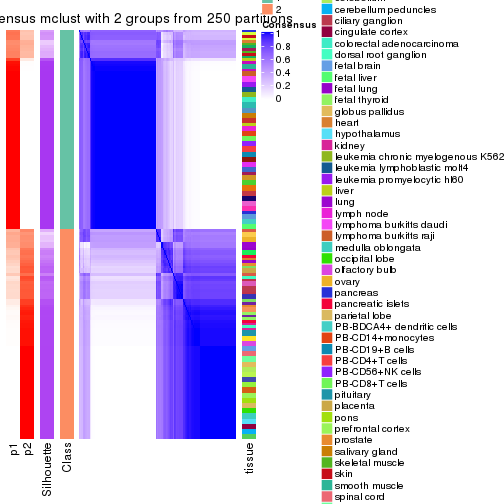 ensus mclust with 2 groups from 250 partitions
2
Consensus
1
0.8
0.6
0.4
0.2
0
p1
p2
Silhouette
Class
tissue
cerebellum peduncles
ciliary ganglion
cingulate cortex
colorectal adenocarcinoma
dorsal root ganglion
fetal brain
fetal liver
fetal lung
fetal thyroid
globus pallidus
heart
hypothalamus
kidney
leukemia chronic myelogenous K562
leukemia lymphoblastic molt4
leukemia promyelocytic hl60
liver
lung
lymph node
lymphoma burkitts daudi
lymphoma burkitts raji
medulla oblongata
occipital lobe
olfactory bulb
ovary
pancreas
pancreatic islets
parietal lobe
PB-BDCA4+ dendritic cells
PB-CD14+monocytes
PB-CD19+B cells
PB-CD4+T cells
PB-CD56+NK cells
PB-CD8+T cells
pituitary
placenta
pons
prefrontal cortex
prostate
salivary gland
skeletal muscle
skin
smooth muscle
spinal cord